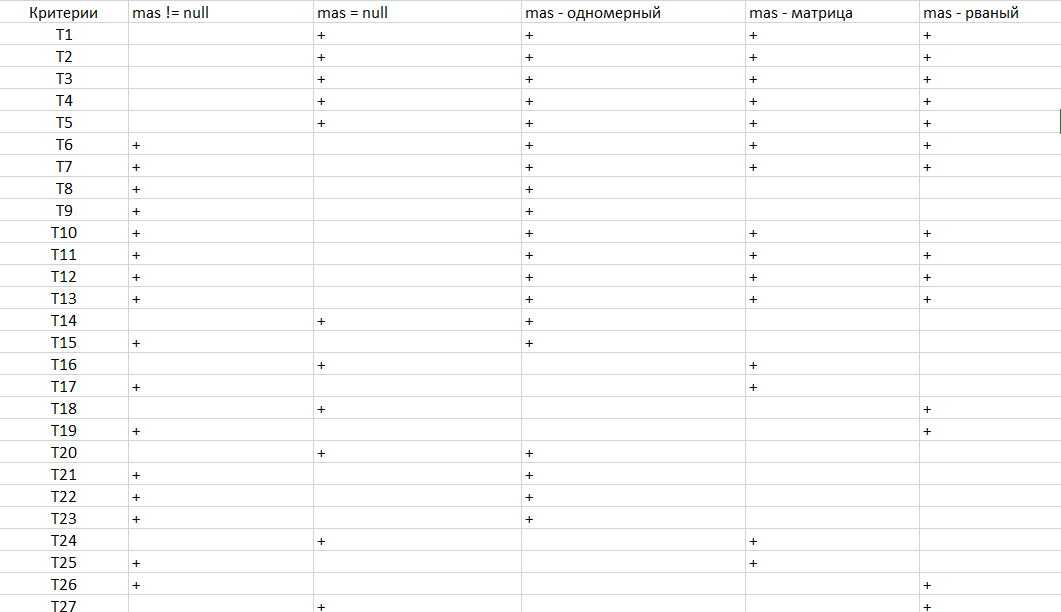 Критерии mas != null mas = null mas - одномерный mas - матрица mas - рваный
T1 + + + +
T2 + + + +
T3 + + + +
T4 + + + +
T5 + + + +
T6 + + + +
T7 + + + +
T8 + +
T9 + +
T10 + + + +
T11 + + + +
T12 + + + +
T13 + + + +
T14 + +
T15 + +
T16 + +
T17 + +
T18 + +
T19 + +
T20 + +
T21 + +
T22 + +
T23 + +
T24 + +
T25 + +
T26 + +
T27 + +